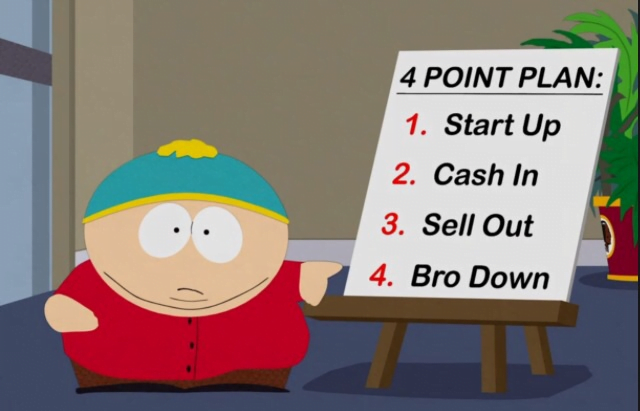 4 POINT PLAN:
1. Start Up
2. Cash In
3. Sell Out
4. Bro Down